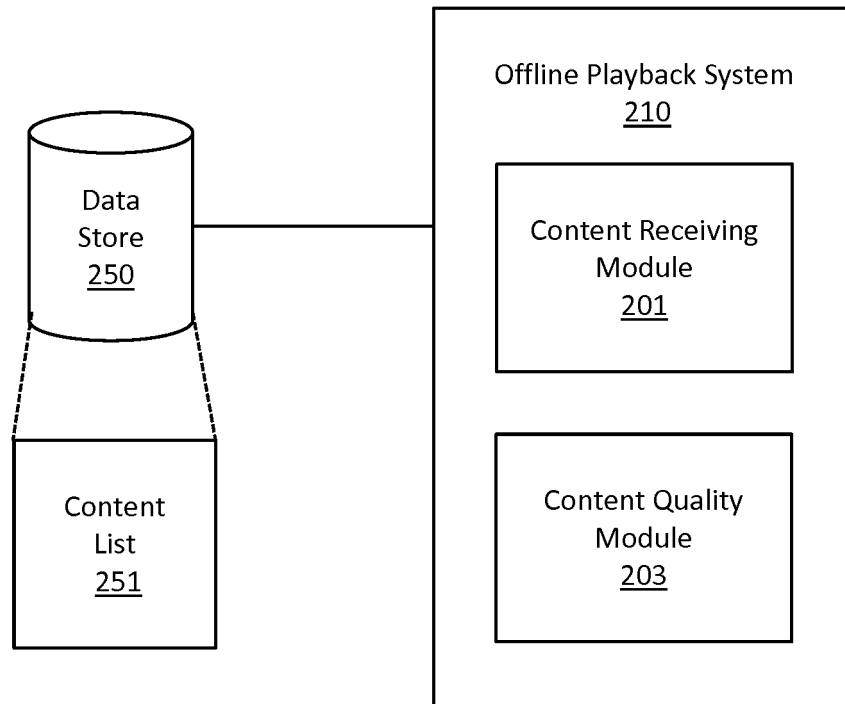 Offline Playback System
210
Data
Store
250
Content Receiving
Module
201
Content
List
251
Content Quality
Module
203